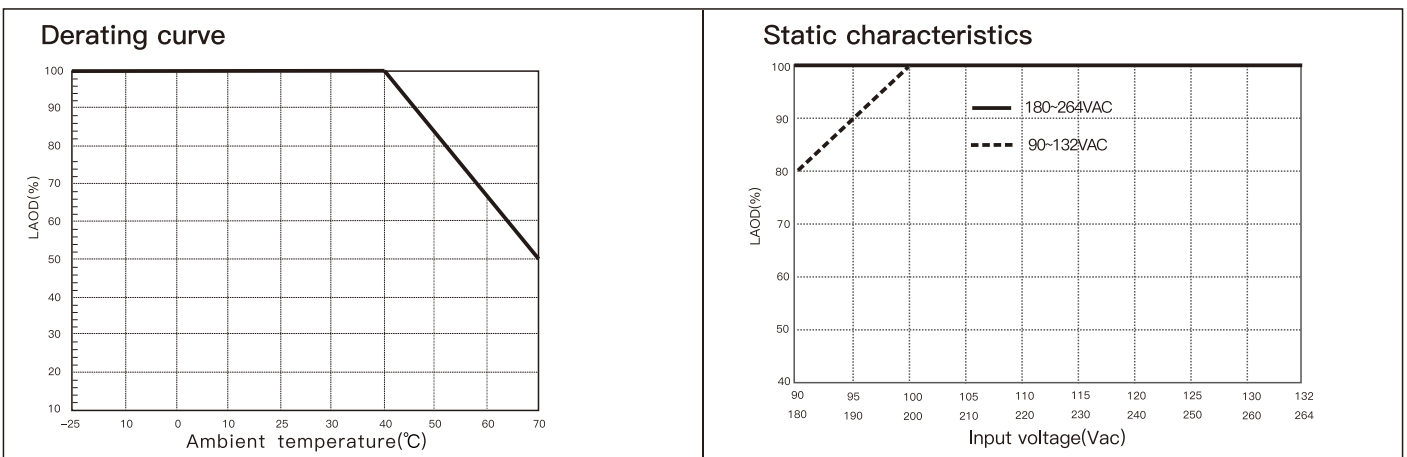 Derating curve
100
90
80
70
60
50
40
30
20
10
LAOD(%)
-25 10 0 10 25 30 40 50 60 70
Ambient temperature(℃)
Static characteristics
100
90
80
70
60
50
40
LAOD(%)
180~264VAC
90~132VAC
90 95 100 105 110 115 120 125 130 132
180 190 200 210 220 230 240 250 260 264
Input voltage(Vac)